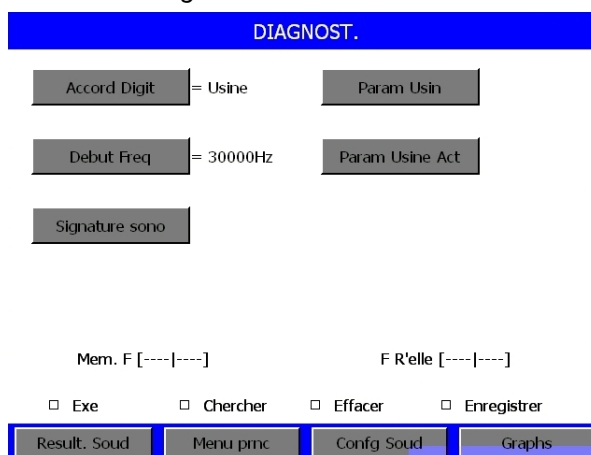 DIAGNOST.
Accord Digit = Usine Param Usin
Debut Freq = 30000Hz Param Usine Act
Signature sono
Mem. F [----|----] F R'elle [----|----]
Exe Chercher Effacer Enregistrer
Result. Soud Menu prnc Confg Soud Graphs